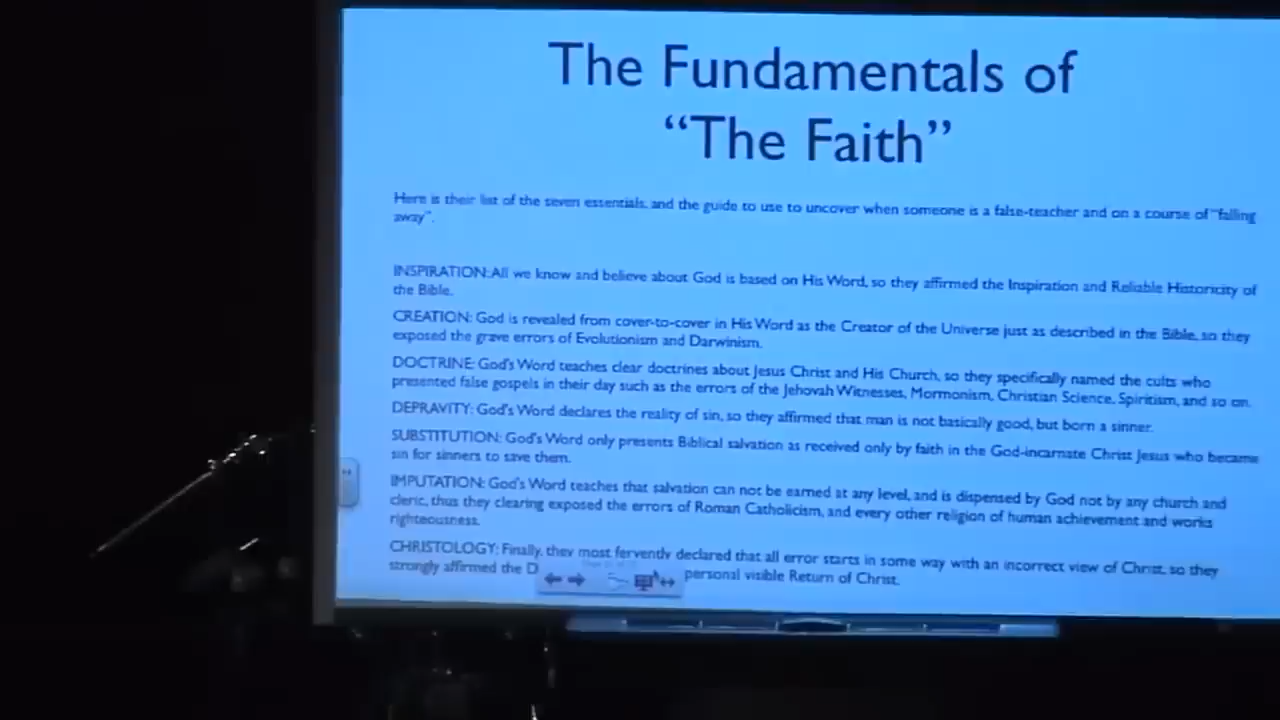 The Fundamentals of
“The Faith”
Here is their list of the seven essentials, and the guide to use to uncover when someone is a false-teacher and on a course of "falling
away".
INSPIRATION: All we know and believe about God is based on His Word, so they affirmed the Inspiration and Reliable Historicity of
the Bible.
CREATION: God is revealed from cover-to-cover in His Word as the Creator of the Universe just as described in the Bible, so they
exposed the grave errors of Evolutionism and Darwinism.
DOCTRINE: God's Word teaches clear doctrines about Jesus Christ and His Church, so they specifically named the cults who
presented false gospels in their day such as the errors of the Jehovah Witnesses, Mormonism, Christian Science, Spiritism, and so on.
DEPRAVITY: God's Word declares the reality of sin, so they affirmed that man is not basically good, but born a sinner.
SUBSTITUTION: God's Word only presents Biblical salvation as received only by faith in the God-incarnate Christ Jesus who became
sin for sinners to save them.
IMPUTATION: God's Word teaches that salvation can not be earned at any level, and is dispensed by God not by any church and
cleric, thus they clearing exposed the errors of Roman Catholicism, and every other religion of human achievement and works
righteousness.
CHRISTOLOGY: Finally, they most fervently declared that all error starts in some way with an incorrect view of Christ, so they
strongly affirmed the D personal visible Return of Christ.